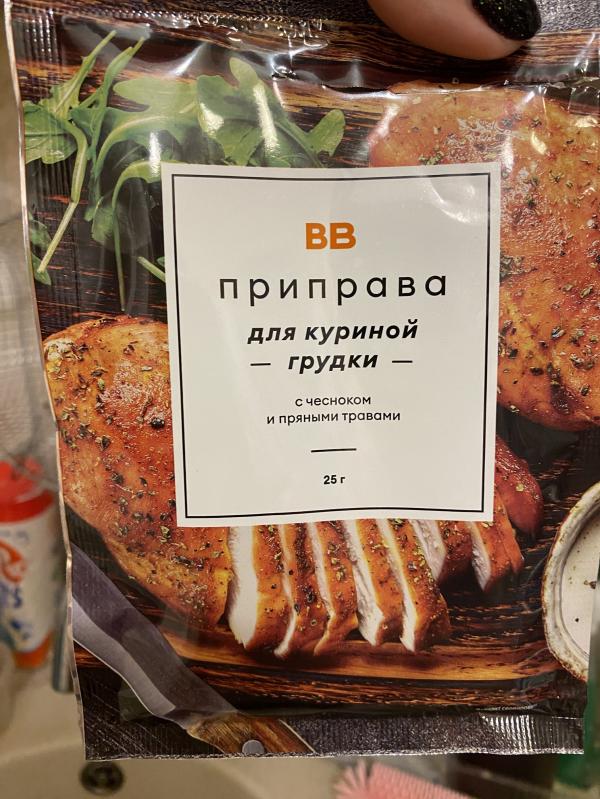 ВВ
приправа
для куриной
— грудки —
с чесноком
и пряными травами
25 г